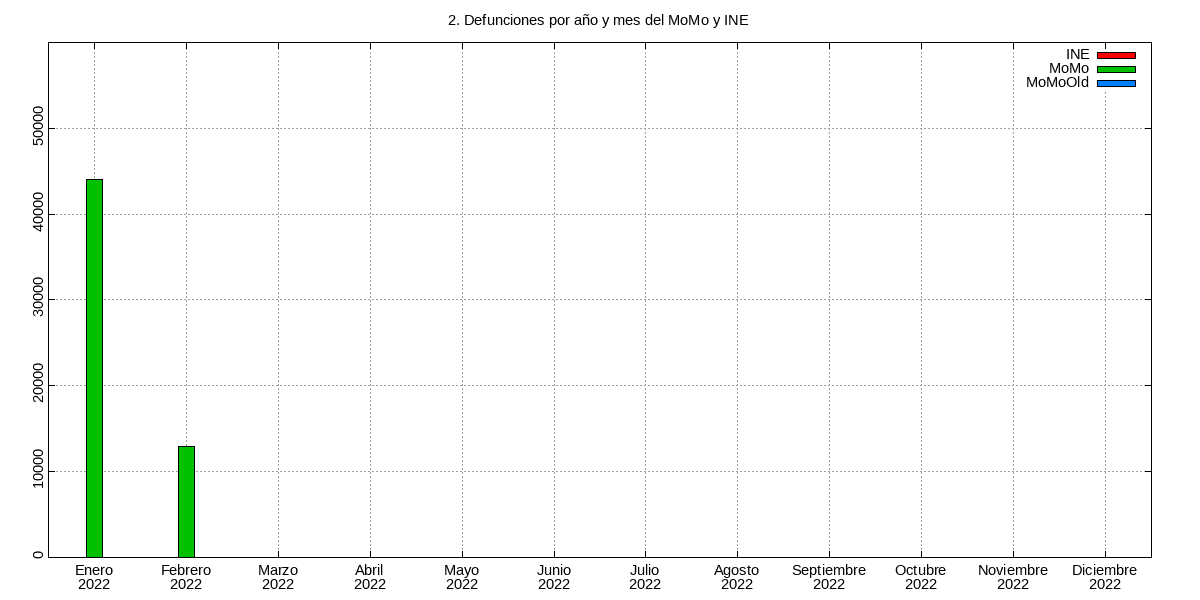 2. Defunciones por año y mes del MoMo y INE
INE
MoMo
MoMoOld
50000
40000
30000
20000
10000
0
Enero Febrero Marzo Abril Mayo Junio Julio Agosto Septiembre Octubre Noviembre Diciembre
2022 2022 2022 2022 2022 2022 2022 2022 2022 2022 2022 2022